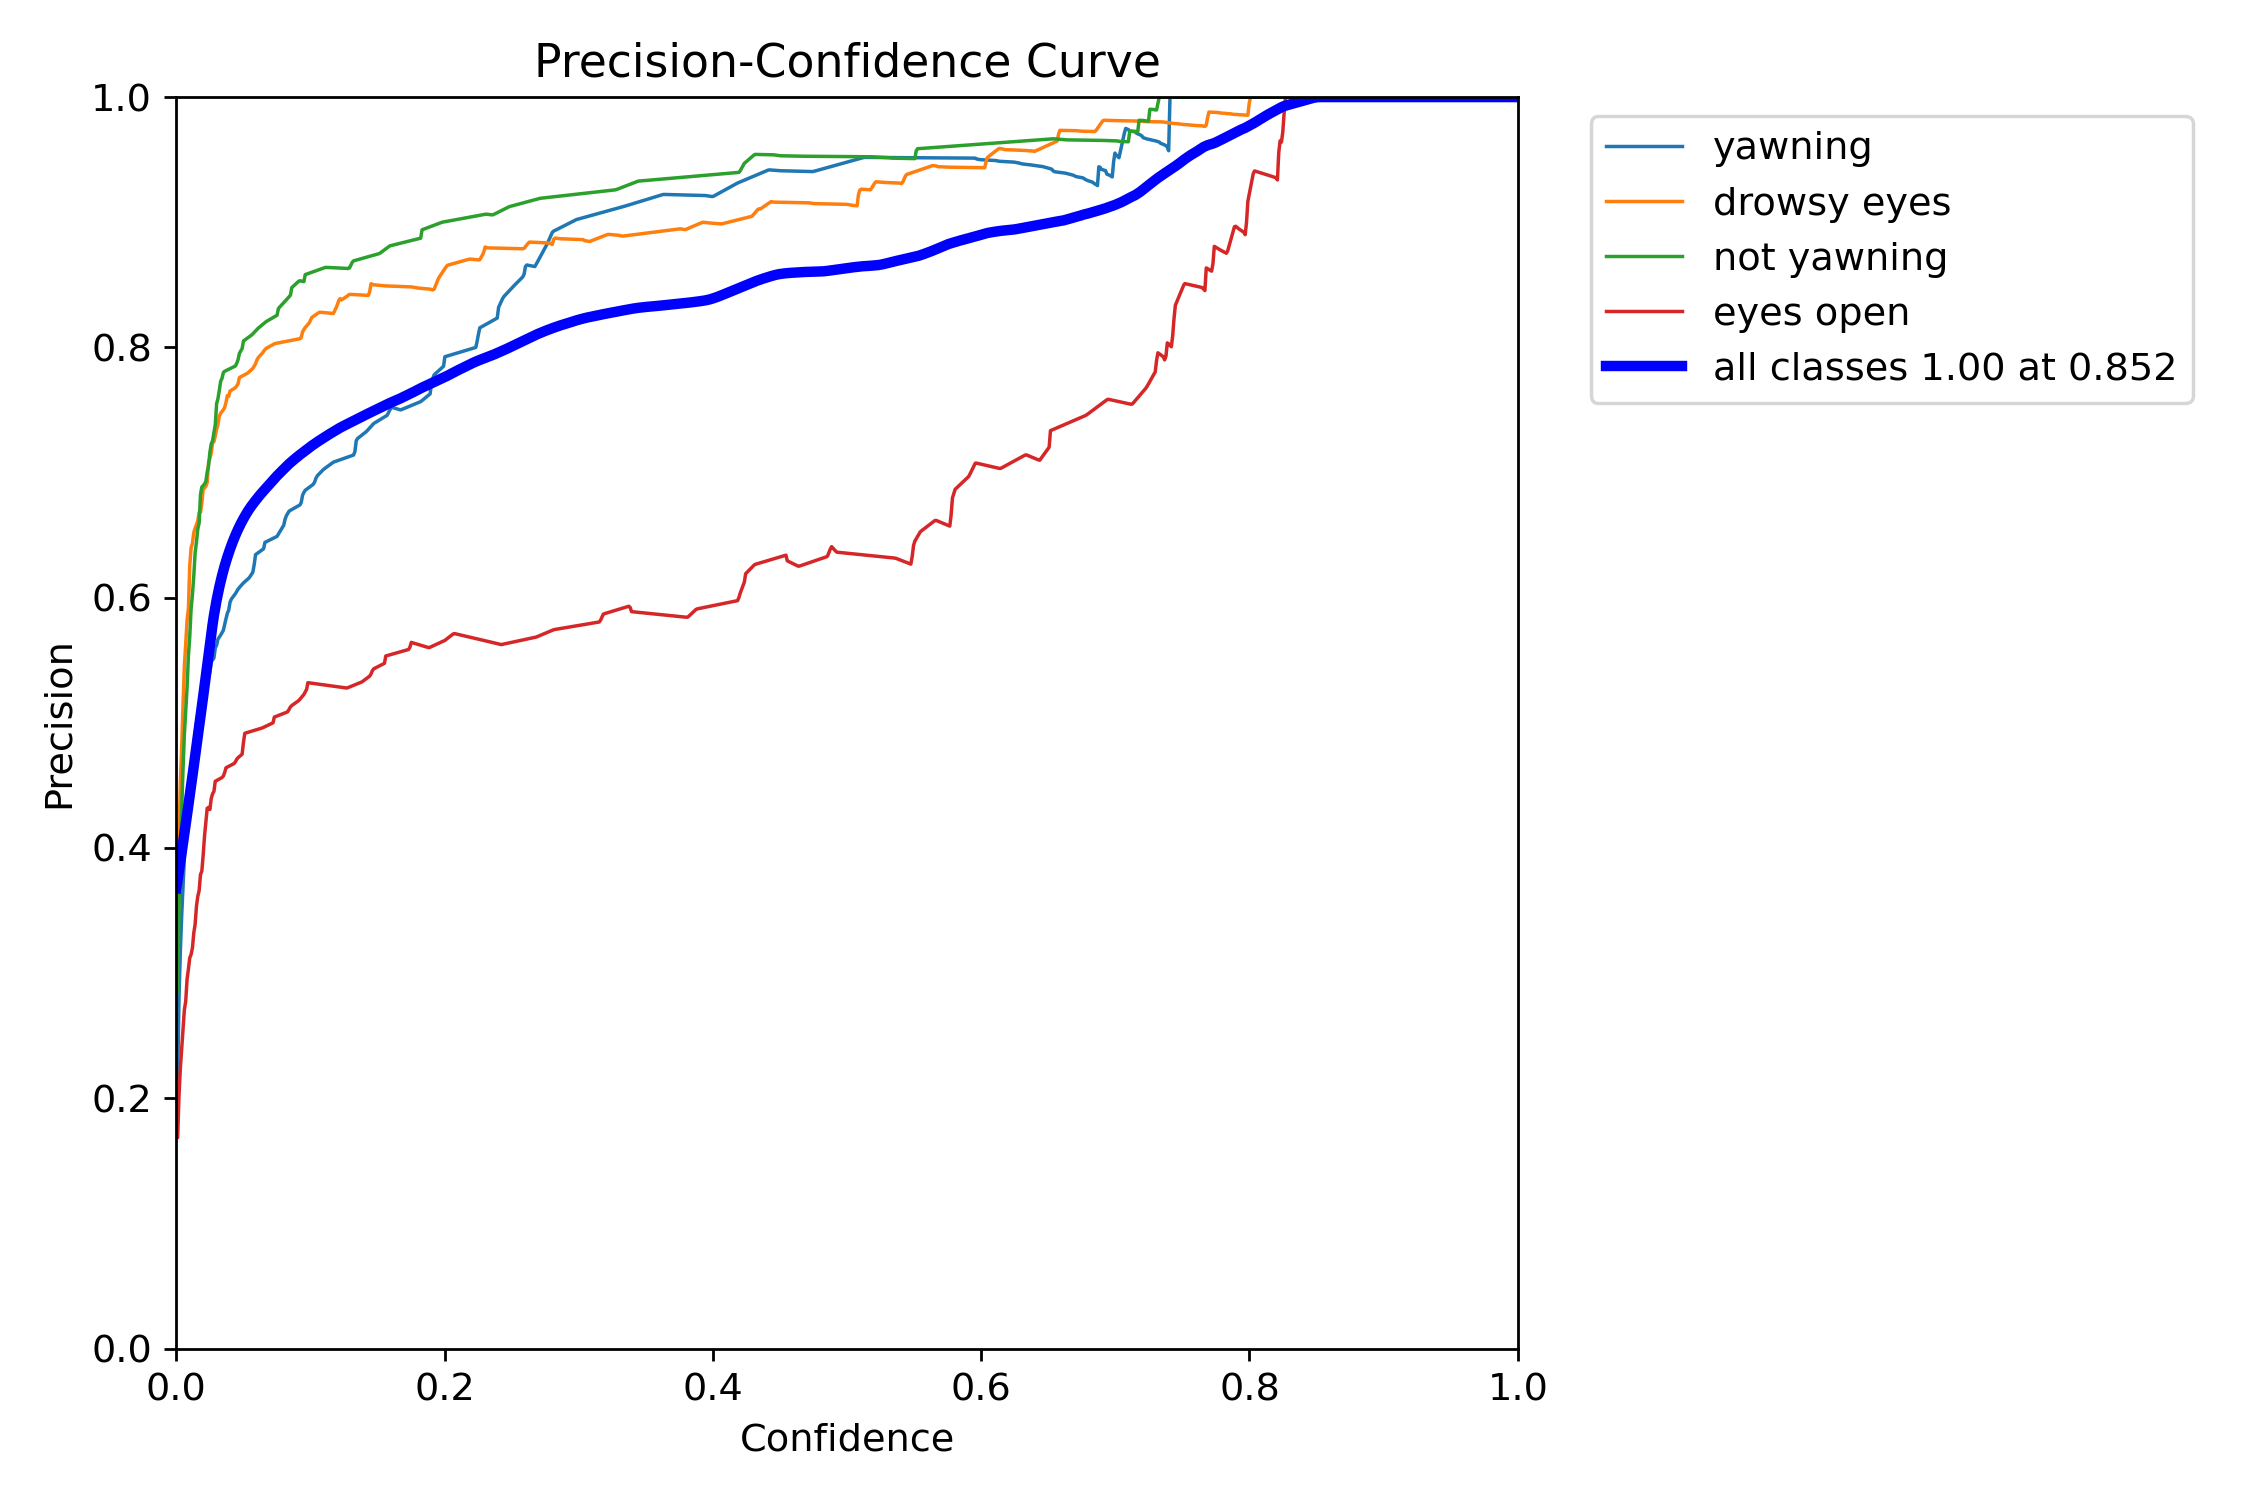 Precision-Confidence Curve
1.0
0.8
0.6
0.4
0.2
0.0
Precision
0.0 0.2 0.4 0.6 0.8 1.0
Confidence
yawning
drowsy eyes
not yawning
eyes open
all classes 1.00 at 0.852